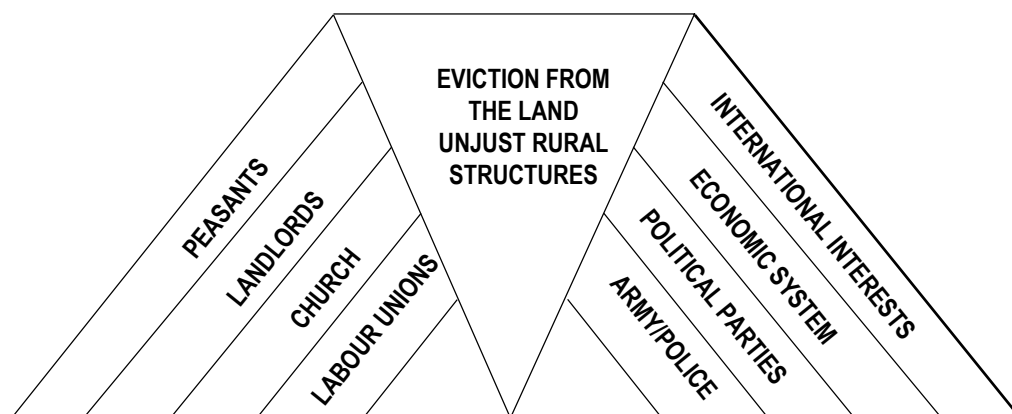 EVICTION FROM
THE LAND
UNJUST RURAL
STRUCTURES
PEASANTS
LANDLORDS
CHURCH
LABOUR UNIONS
INTERNATIONAL INTERESTS
ECONOMIC SYSTEM
POLITICAL PARTIES
ARMY/POLICE